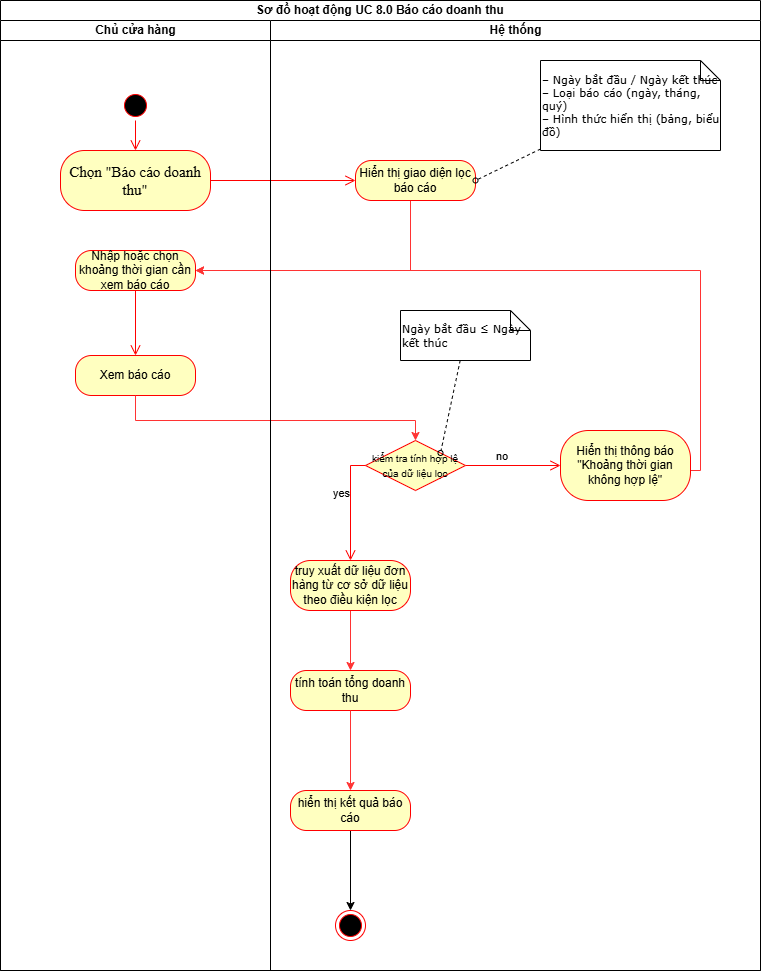 Sơ đồ hoạt động UC 8.0 Báo cáo doanh thu
Chủ cửa hàng
Hệ thống
– Ngày bắt đầu / Ngày kết thúc
– Loại báo cáo (ngày, tháng,
quý)
– Hình thức hiển thị (bảng, biểu
đồ)
Chọn "Báo cáo doanh
thu"
Hiển thị giao diện lọc
báo cáo
Nhập hoặc chọn
khoảng thời gian cần
xem báo cáo
Ngày bắt đầu ≤ Ngày
kết thúc
Xem báo cáo
kiểm tra tính hợp lệ
của dữ liệu lọc
no
Hiển thị thông báo
"Khoảng thời gian
không hợp lệ"
yes
truy xuất dữ liệu đơn
hàng từ cơ sở dữ liệu
theo điều kiện lọc
tính toán tổng doanh
thu
hiển thị kết quả báo
cáo